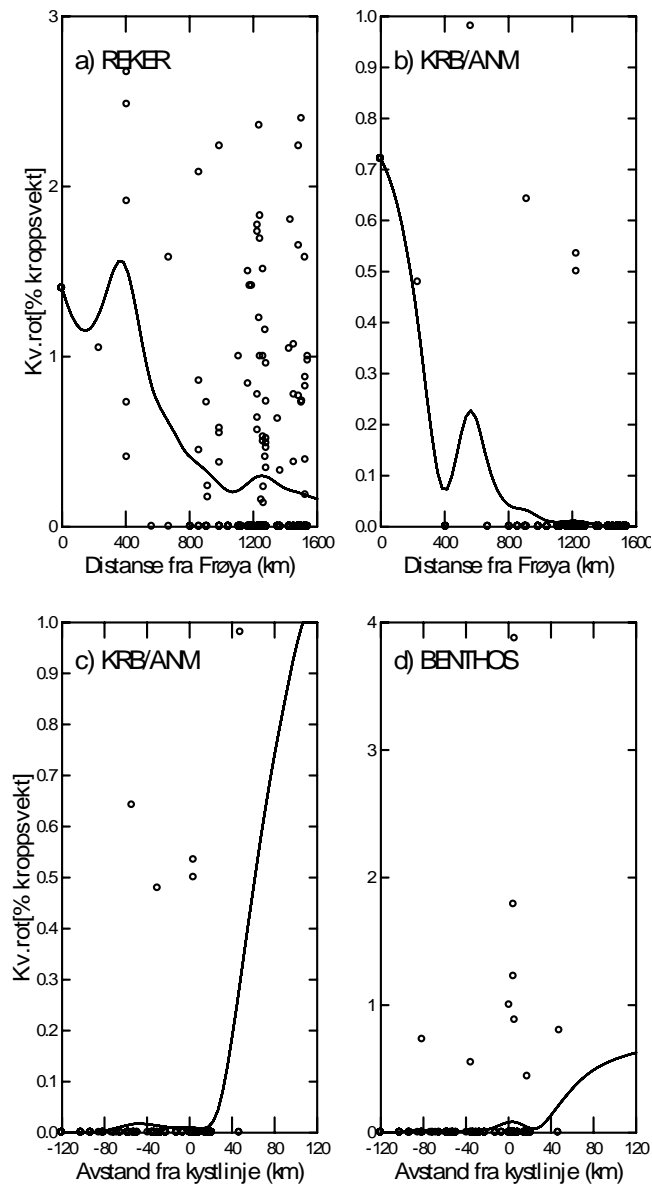 a) REKER
3
2
1
0
Kv.rot[% kroppsvekt]
0 400 800 1200 1600
Distanse fra Frøya (km)
b) KRB/ANM
1.0
0.9
0.8
0.7
0.6
0.5
0.4
0.3
0.2
0.1
0.0
0 400 800 1200 1600
Distanse fra Frøya (km)
c) KRB/ANM
1.0
0.9
0.8
0.7
0.6
0.5
0.4
0.3
0.2
0.1
0.0
Kv.rot[% kroppsvekt]
-120 -80 -40 0 40 80 120
Avstand fra kystlinje (km)
d) BENTHOS
4
3
2
1
0
-120 -80 -40 0 40 80 120
Avstand fra kystlinje (km)